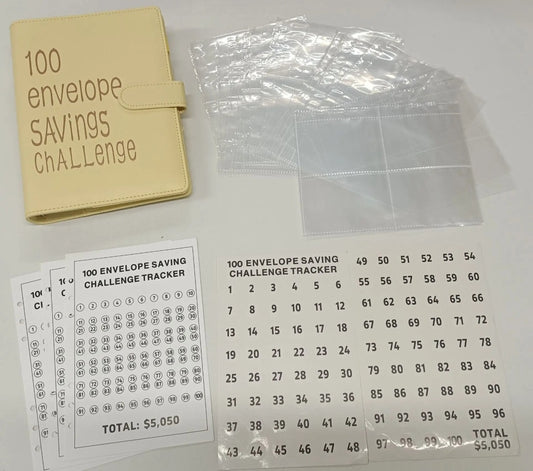 100
envelope
SAVINGS
CHALLenge
100 ENVELOPE SAVING
CHALLENGE TRACKER
1 2 3 4 5 6 7 8 9 10
11 12 13 14 15 16 17 18 19 20
21 22 23 24 25 26 27 28 29 30
31 32 33 34 35 36 37 38 39 40
41 42 43 44 45 46 47 48 49 50
51 52 53 54 55 56 57 58 59 60
61 62 63 64 65 66 67 68 69 70
71 72 73 74 75 76 77 78 79 80
81 82 83 84 85 86 87 88 89 90
91 92 93 94 95 96 97 98 99 100
TOTAL: $5,050
100 ENVELOPE SAVING
CHALLENGE TRACKER
1 2 3 4 5 6
7 8 9 10 11 12
13 14 15 16 17 18
19 20 21 22 23 24
25 26 27 28 29 30
31 32 33 34 35 36
37 38 39 40 41 42
43 44 45 46 47 48
49 50 51 52 53 54
55 56 57 58 59 60
61 62 63 64 65 66
67 68 69 70 71 72
73 74 75 76 77 78
79 80 81 82 83 84
85 86 87 88 89 90
91 92 93 94 95 96
97 98 99 100 TOTAL
$5,050